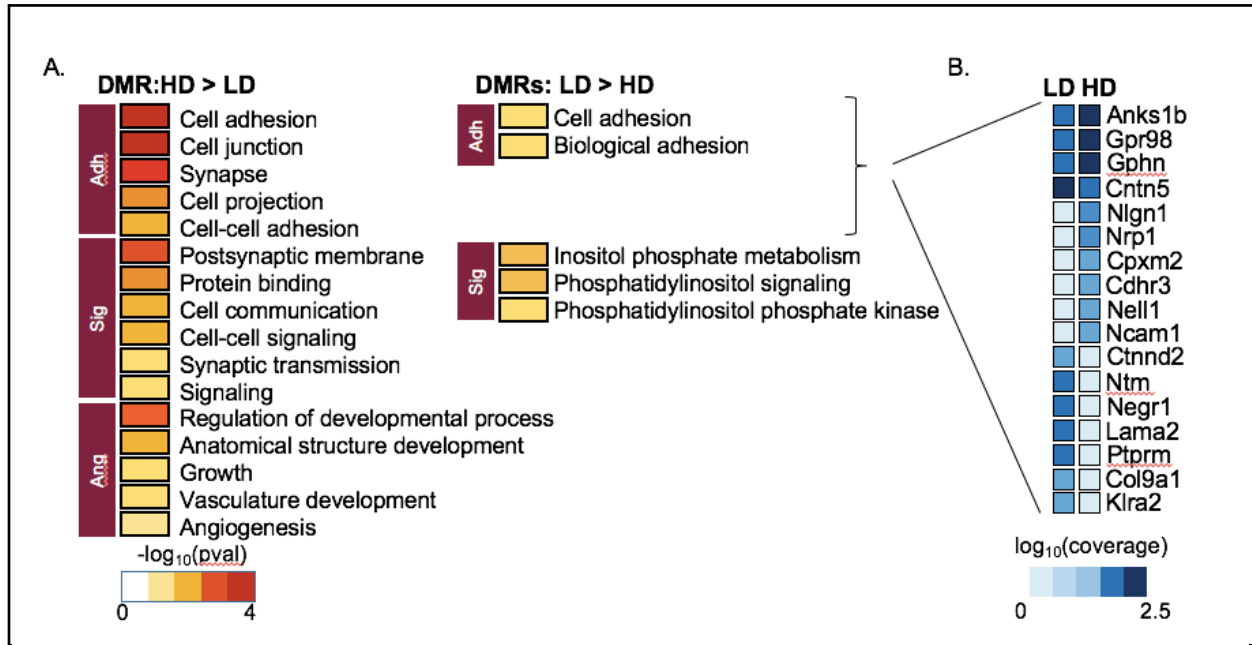 A.
DMR:HD > LD
Adh
Cell adhesion
Cell junction
Synapse
Cell projection
Cell-cell adhesion
Sig
Postsynaptic membrane
Protein binding
Cell communication
Cell-cell signaling
Synaptic transmission
Signaling
Ang
Regulation of developmental process
Anatomical structure development
Growth
Vasculature development
Angiogenesis
-log10(pval)
0 4
DMRs: LD > HD
Adh
Cell adhesion
Biological adhesion
Sig
Inositol phosphate metabolism
Phosphatidylinositol signaling
Phosphatidylinositol phosphate kinase
B.
LD HD
Anks1b
Gpr98
Gphn
Cntn5
Nlgn1
Nrp1
Cpxm2
Cdhr3
Nell1
Ncam1
Ctnnd2
Ntm
Negr1
Lama2
Ptprm
Col9a1
Klra2
log10(coverage)
0 2.5